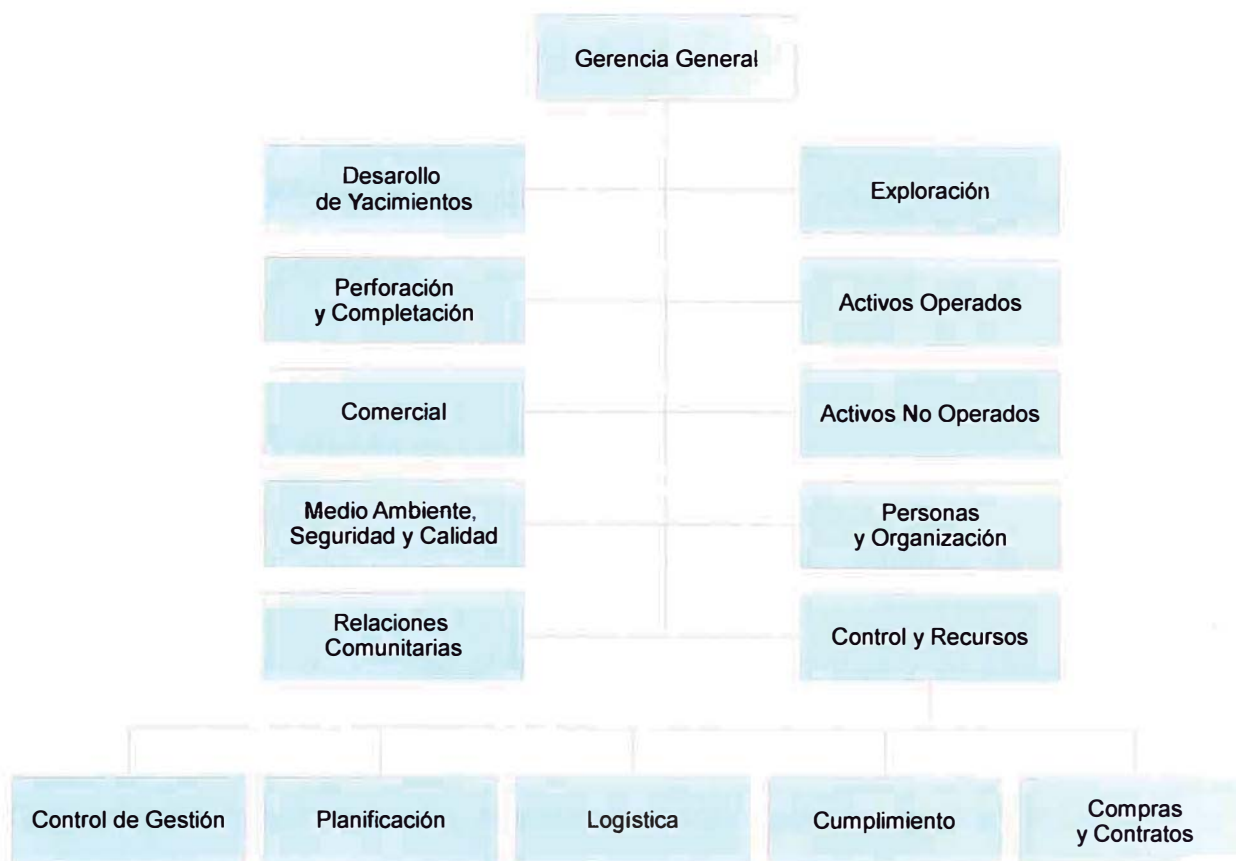 Gerencia General
Desarollo
de Yacimientos
Exploración
Perforación
y Completación
Activos Operados
Comercial
Activos No Operados
Medio Ambiente,
Seguridad y Calidad
Personas
y Organización
Relaciones
Comunitarias
Control y Recursos
Control de Gestión
Planificación
Logística
Cumplimiento
Compras
y Contratos